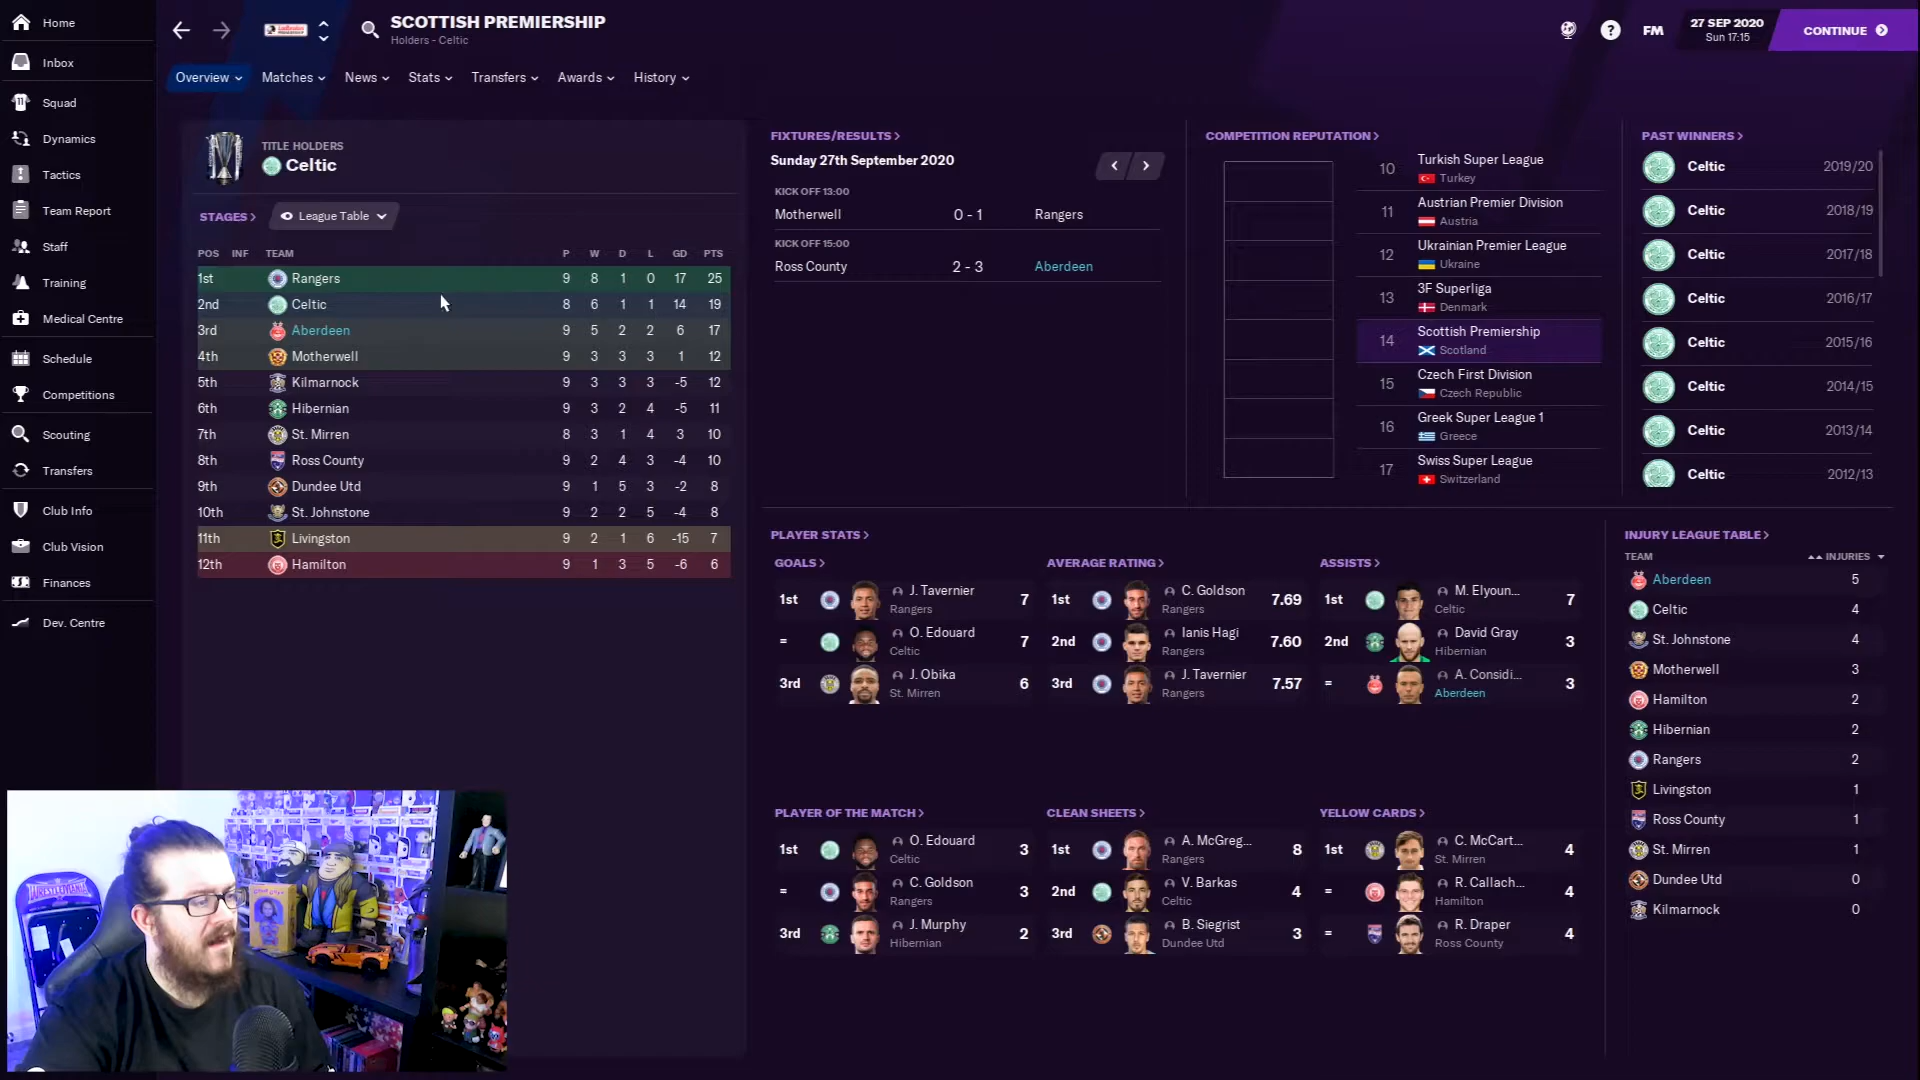 Home
Inbox
Squad
Dynamics
Tactics
Team Report
Staff
Training
Medical Centre
Schedule
Competitions
Scouting
Transfers
Club Info
Club Vision
Finances
Dev. Centre
SCOTTISH PREMIERSHIP
Holders - Celtic
FM
27 SEP 2020
Sun 17:15
CONTINUE
Overview Matches News Stats Transfers Awards History
TITLE HOLDERS
Celtic
STAGES> League Table
POS INF TEAM P W D L GD PTS
1st Rangers 9 8 1 0 17 25
2nd Celtic 8 6 1 1 14 19
3rd Aberdeen 9 5 2 2 6 17
4th Motherwell 9 3 3 3 1 12
5th Kilmarnock 9 3 3 3 -5 12
6th Hibernian 9 3 2 4 -5 11
7th St. Mirren 8 3 1 4 3 10
8th Ross County 9 2 4 3 -4 10
9th Dundee Utd 9 1 5 3 -2 8
10th St. Johnstone 9 2 2 5 -4 8
11th Livingston 9 2 1 6 -15 7
12th Hamilton 9 1 3 5 -6 6
FIXTURES/RESULTS>
Sunday 27th September 2020
KICK OFF 13:00
Motherwell 0 - 1 Rangers
KICK OFF 15:00
Ross County 2 - 3 Aberdeen
COMPETITION REPUTATION>
10 Turkish Super League
Turkey
11 Austrian Premier Division
Austria
12 Ukrainian Premier League
Ukraine
13 3F Superliga
Denmark
14 Scottish Premiership
Scotland
15 Czech First Division
Czech Republic
16 Greek Super League 1
Greece
17 Swiss Super League
Switzerland
PAST WINNERS>
Celtic 2019/20
Celtic 2018/19
Celtic 2017/18
Celtic 2016/17
Celtic 2015/16
Celtic 2014/15
Celtic 2013/14
Celtic 2012/13
PLAYER STATS>
GOALS>
1st J. Tavernier 7
Rangers
= O. Edouard 7
Celtic
3rd J. Obika 6
St. Mirren
AVERAGE RATING>
1st C. Goldson 7.69
Rangers
2nd Ianis Hagi 7.60
Rangers
3rd J. Tavernier 7.57
Rangers
ASSISTS>
1st M. Elyoun... 7
Celtic
2nd David Gray 3
Hibernian
= A. Considi... 3
Aberdeen
PLAYER OF THE MATCH>
1st O. Edouard 3
Celtic
= C. Goldson 3
Rangers
3rd J. Murphy 2
Hibernian
CLEAN SHEETS>
1st A. McGreg... 8
Rangers
2nd V. Barkas 4
Celtic
3rd B. Siegrist 3
Dundee Utd
YELLOW CARDS>
1st C. McCart... 4
St. Mirren
= R. Callach... 4
Hamilton
= R. Draper 4
Ross County
INJURY LEAGUE TABLE>
TEAM INJURIES
Aberdeen 5
Celtic 4
St. Johnstone 4
Motherwell 3
Hamilton 2
Hibernian 2
Rangers 2
Livingston 1
Ross County 1
St. Mirren 1
Dundee Utd 0
Kilmarnock 0
WRESTLEMANIA